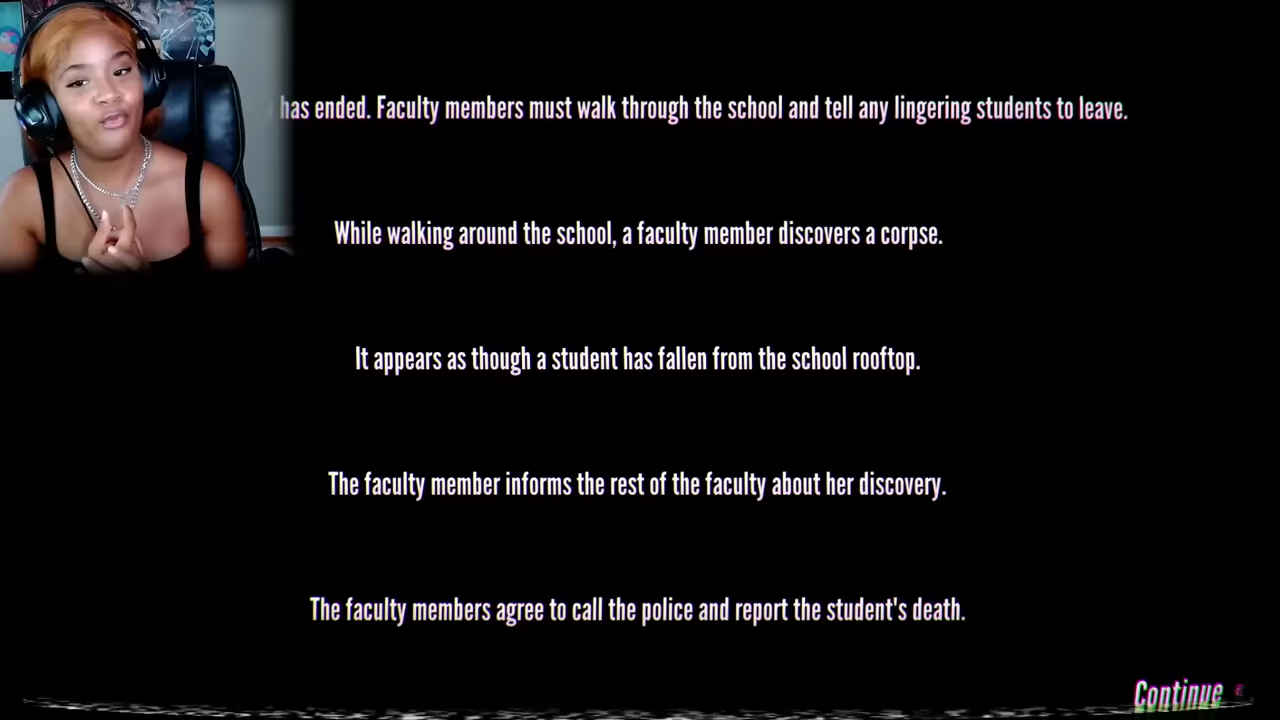 has ended. Faculty members must walk through the school and tell any lingering students to leave.
While walking around the school, a faculty member discovers a corpse.
It appears as though a student has fallen from the school rooftop.
The faculty member informs the rest of the faculty about her discovery.
The faculty members agree to call the police and report the student's death.
Continue